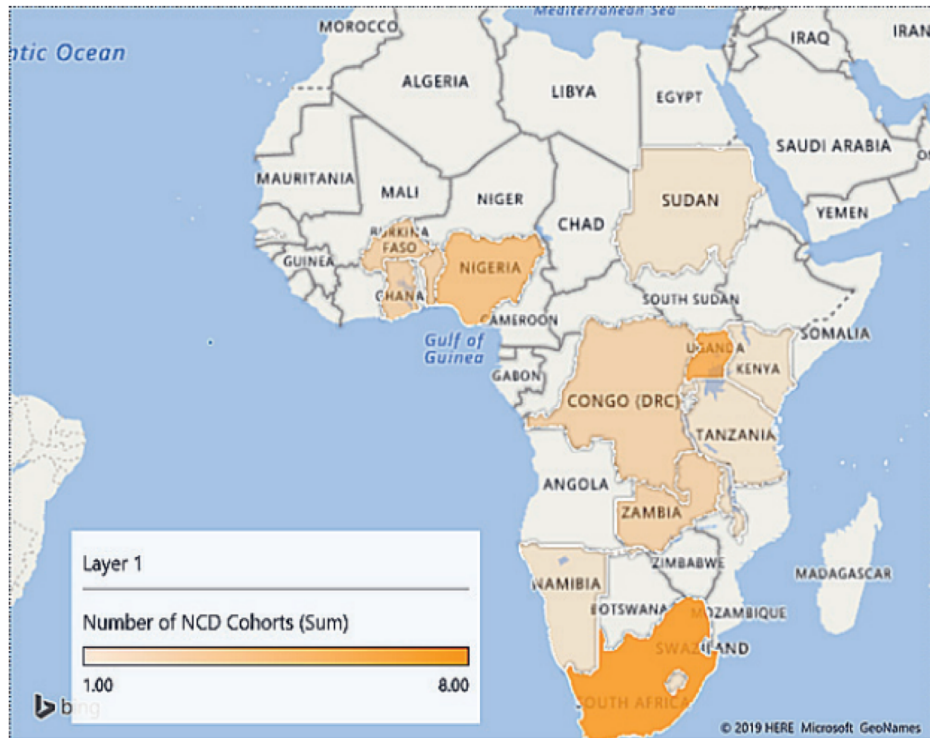 Mediterranean Sea
MOROCCO
IRAQ
IRAN
ntic Ocean
ALGERIA
LIBYA
EGYPT
SAUDI ARABIA
MAURITANIA
MALI
NIGER
SUDAN
CHAD
YEMEN
BURKINA
FASO
GUINEA
NIGERIA
GHANA
SOUTH SUDAN
CAMEROON
SOMALIA
Gulf of
Guinea
UGANDA
KENYA
GABON
CONGO (DRC)
TANZANIA
ANGOLA
ZAMBIA
Layer 1
ZIMBABWE
MADAGASCAR
NAMIBIA
BOTSWANA
MOZAMBIQUE
Number of NCD Cohorts (Sum)
SWAZILAND
1.00 8.00
SOUTH AFRICA
bing
© 2019 HERE Microsoft GeoNames